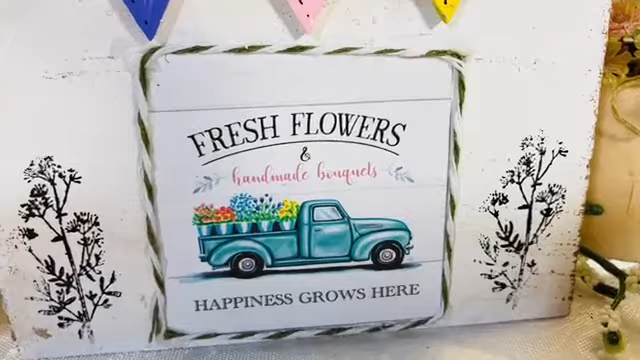 FRESH FLOWERS
&
handmade bouquets
HAPPINESS GROWS HERE